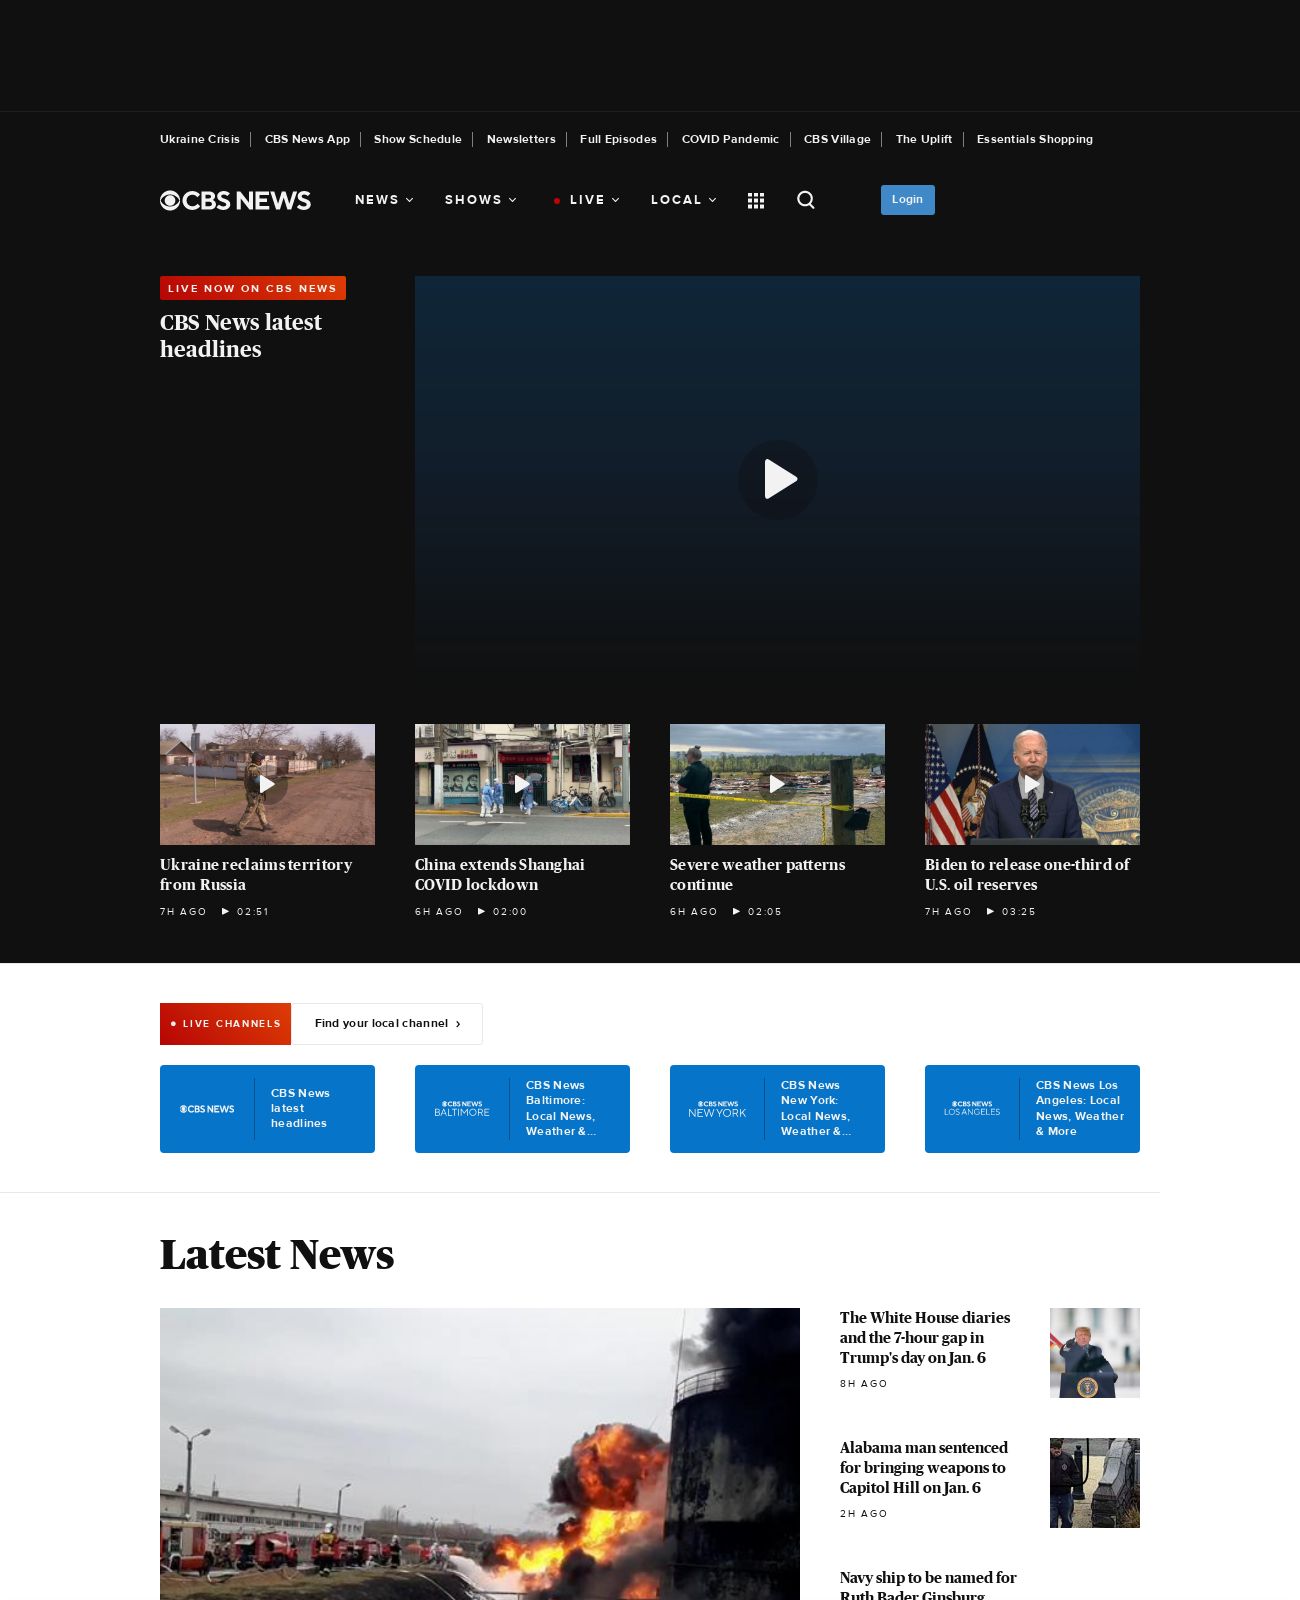 Ukraine Crisis CBS News App Show Schedule Newsletters Full Episodes COVID Pandemic CBS Village The Uplift Essentials Shopping
CBS NEWS NEWS SHOWS LIVE LOCAL Login
LIVE NOW ON CBS NEWS
CBS News latest
headlines
Ukraine reclaims territory
from Russia
7H AGO 02:51
China extends Shanghai
COVID lockdown
6H AGO 02:00
Severe weather patterns
continue
6H AGO 02:05
Biden to release one-third of
U.S. oil reserves
7H AGO 03:25
LIVE CHANNELS
Find your local channel ›
CBS NEWS
CBS News
latest
headlines
CBS NEWS
BALTIMORE
CBS News
Baltimore:
Local News,
Weather &...
CBS NEWS
NEW YORK
CBS News
New York:
Local News,
Weather &...
CBS NEWS
LOS ANGELES
CBS News Los
Angeles: Local
News, Weather
& More
Latest News
The White House diaries
and the 7-hour gap in
Trump's day on Jan. 6
8H AGO
Alabama man sentenced
for bringing weapons to
Capitol Hill on Jan. 6
2H AGO
Navy ship to be named for
Ruth Bader Ginsburg